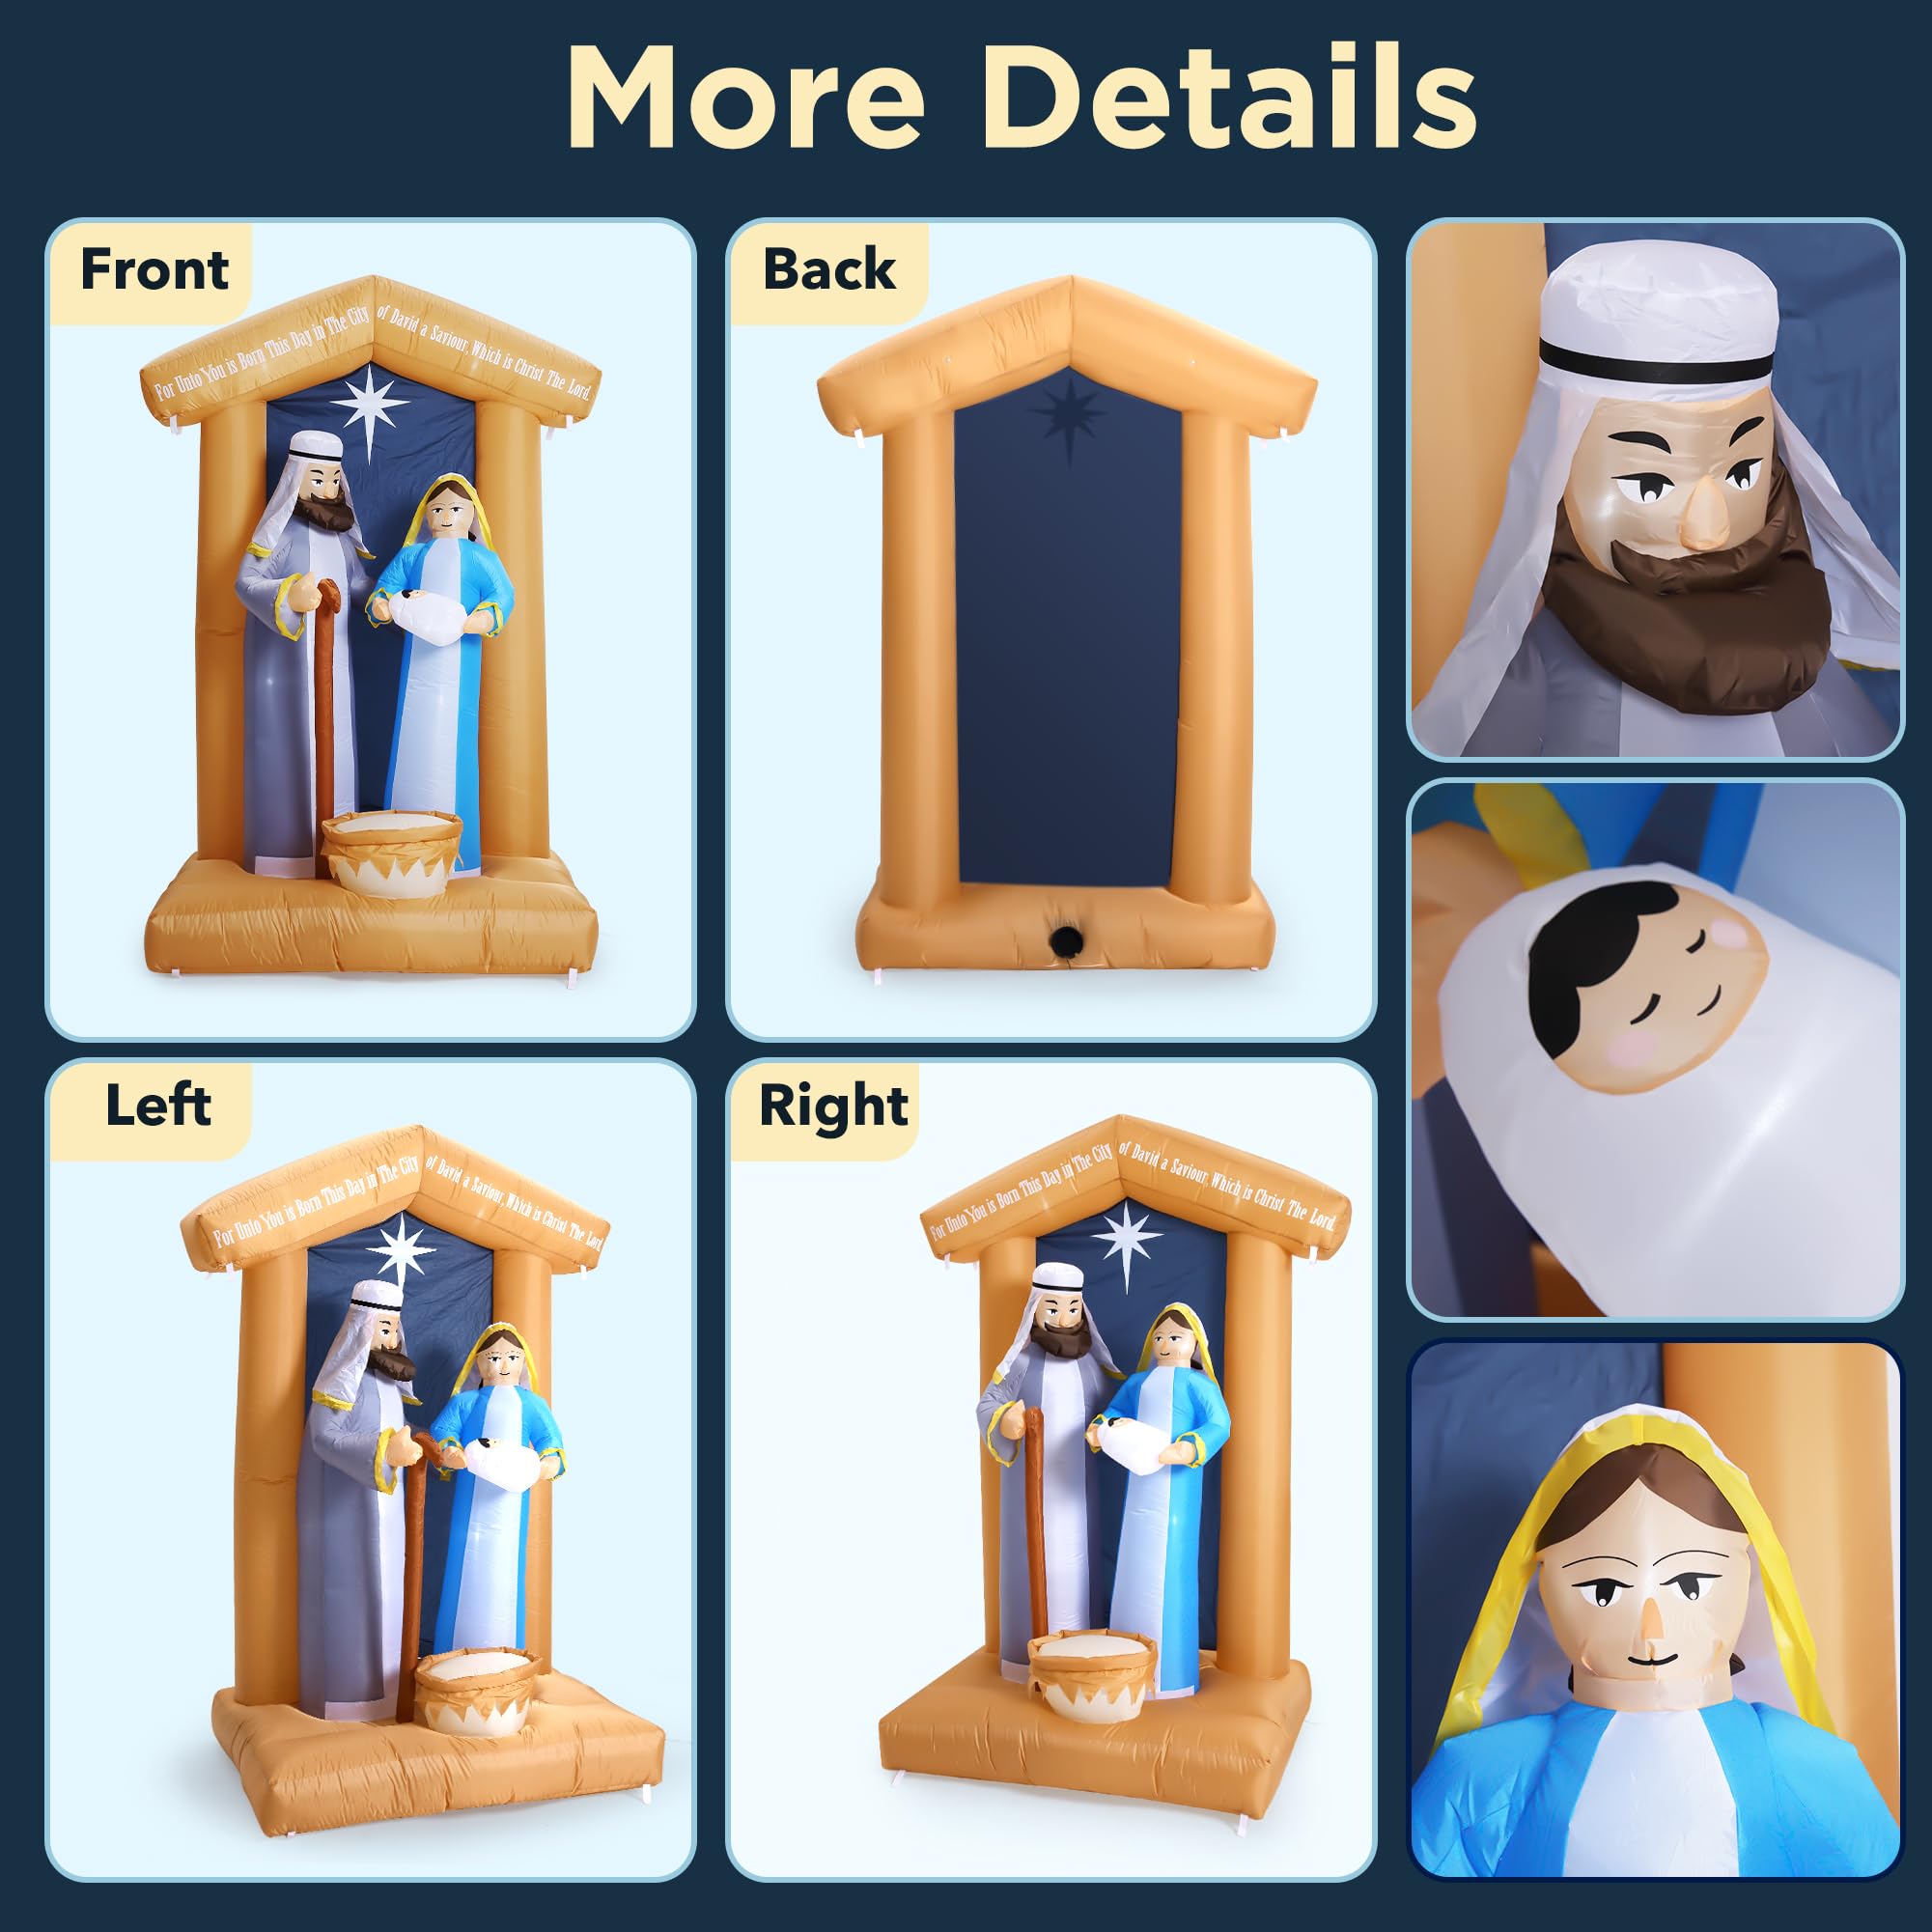 More Details
Front
For Unto You is Born This Day in The City of David a Saviour, Which is Christ The Lord.
Back
Left
For Unto You is Born This Day in The City of David a Saviour, Which is Christ The Lord.
Right
For Unto You is Born This Day in The City of David a Saviour, Which is Christ The Lord.